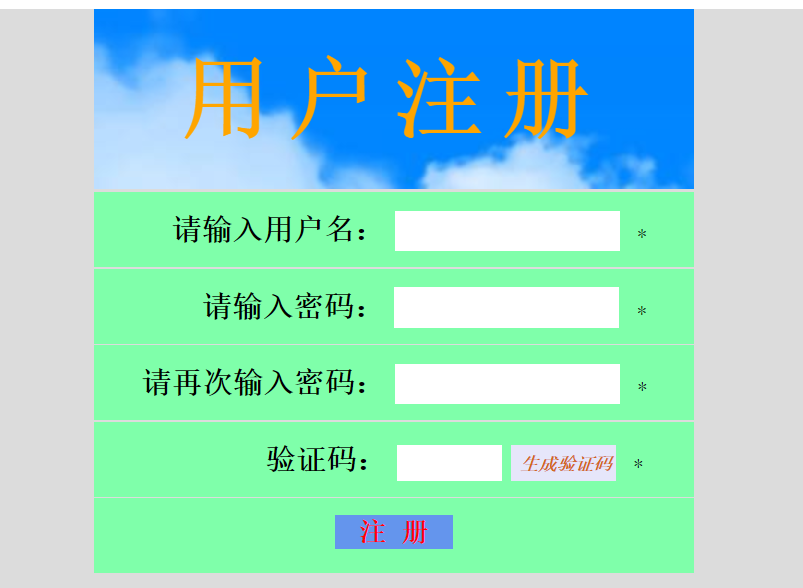 用户注册
请输入用户名： *
请输入密码： *
请再次输入密码： *
验证码： 生成验证码 *
注 册